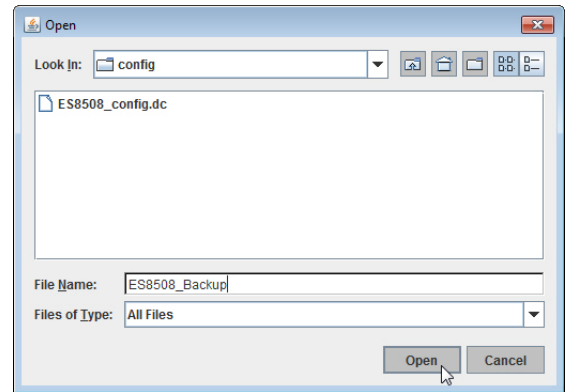 Open
Look In: config
ES8508_config.dc
File Name: ES8508_Backup
Files of Type: All Files
Open Cancel